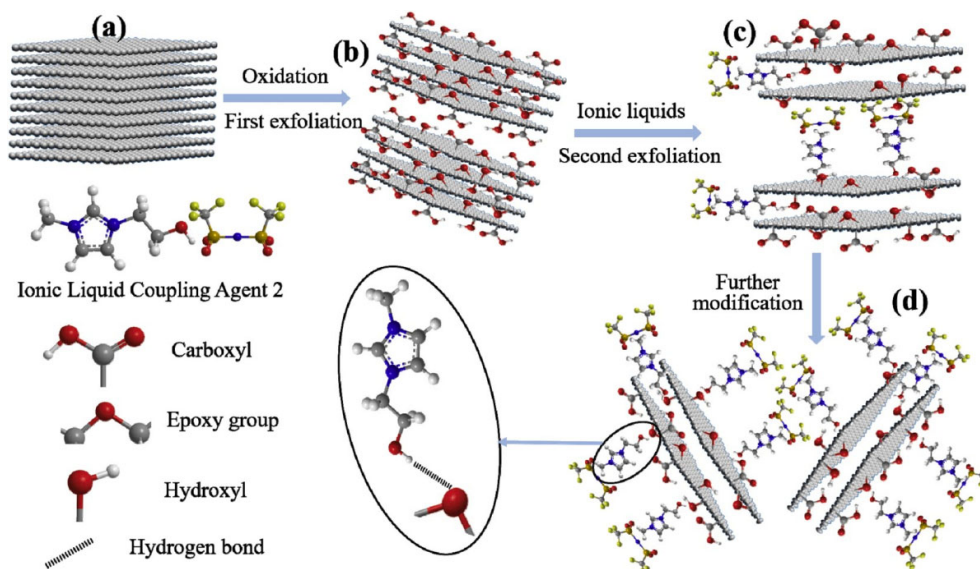 (a)
Oxidation
First exfoliation
(b)
Ionic liquids
Second exfoliation
(c)
Ionic Liquid Coupling Agent 2
Carboxyl
Epoxy group
Hydroxyl
Hydrogen bond
Further
modification
(d)